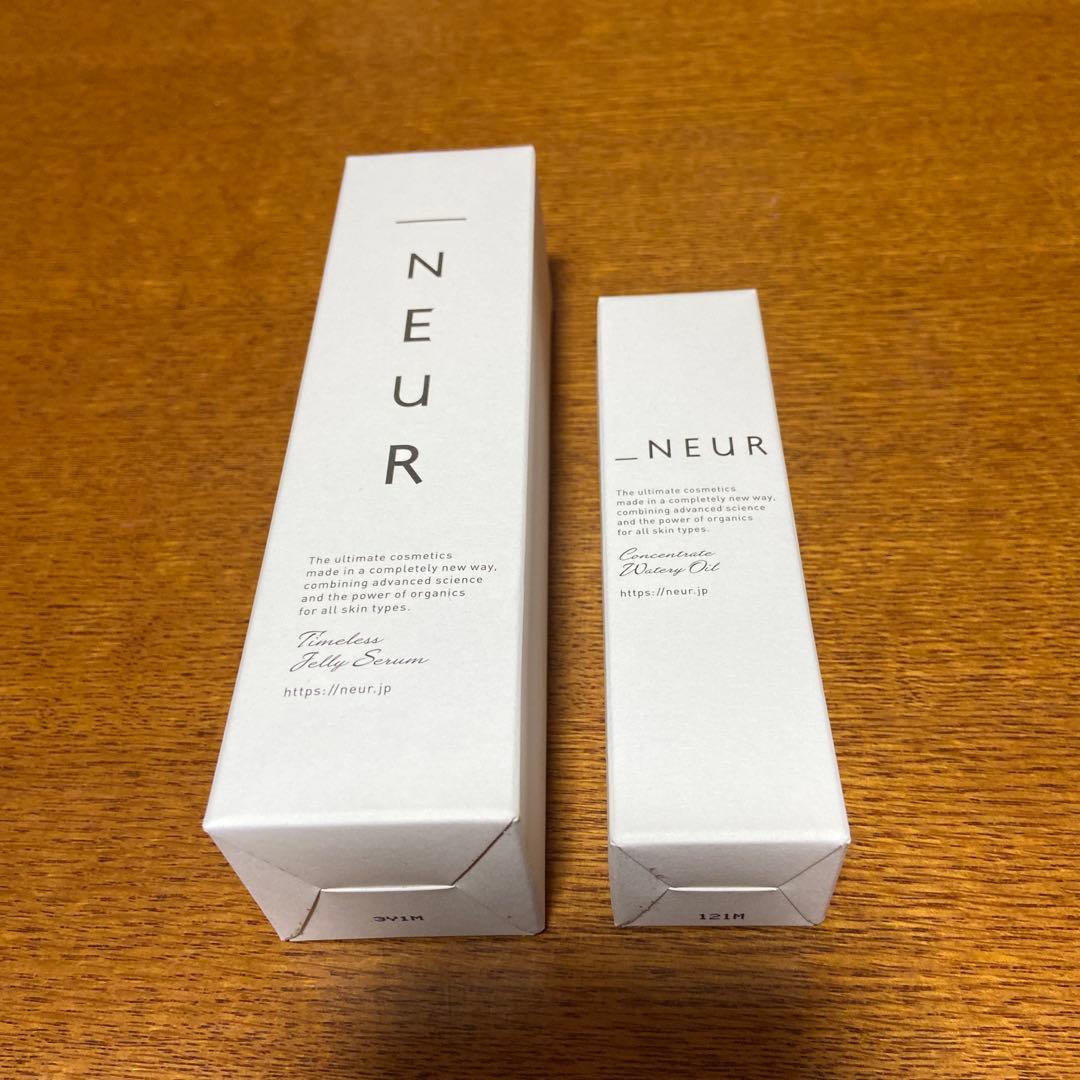 _NEUR
The ultimate cosmetics
made in a completely new way,
combining advanced science
and the power of organics
for all skin types.
Timeless
Jelly Serum
https://neur.jp
3Y1M
_NEUR
The ultimate cosmetics
made in a completely new way,
combining advanced science
and the power of organics
for all skin types.
Concentrate
Watery Oil
https://neur.jp
121M